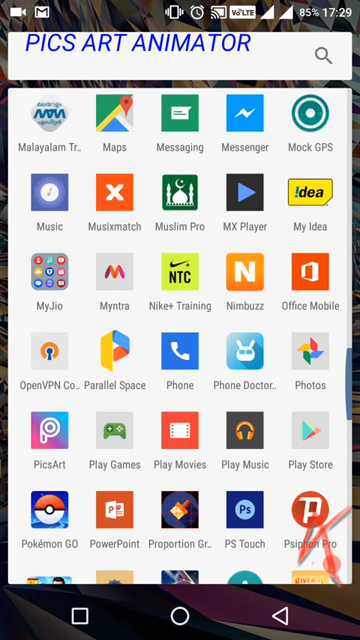 VoLTE 85% 17:29
PICS ART ANIMATOR
Malayalam Tr.. Maps Messaging Messenger Mock GPS
Music Musixmatch Muslim Pro MX Player My Idea
!dea
MyJio Myntra Nike+ Training Nimbuzz Office Mobile
NTC
OpenVPN Co.. Parallel Space Phone Phone Doctor.. Photos
PicsArt Play Games Play Movies Play Music Play Store
Ps
Pokémon GO PowerPoint Proportion Gr.. PS Touch Psiphon Pro